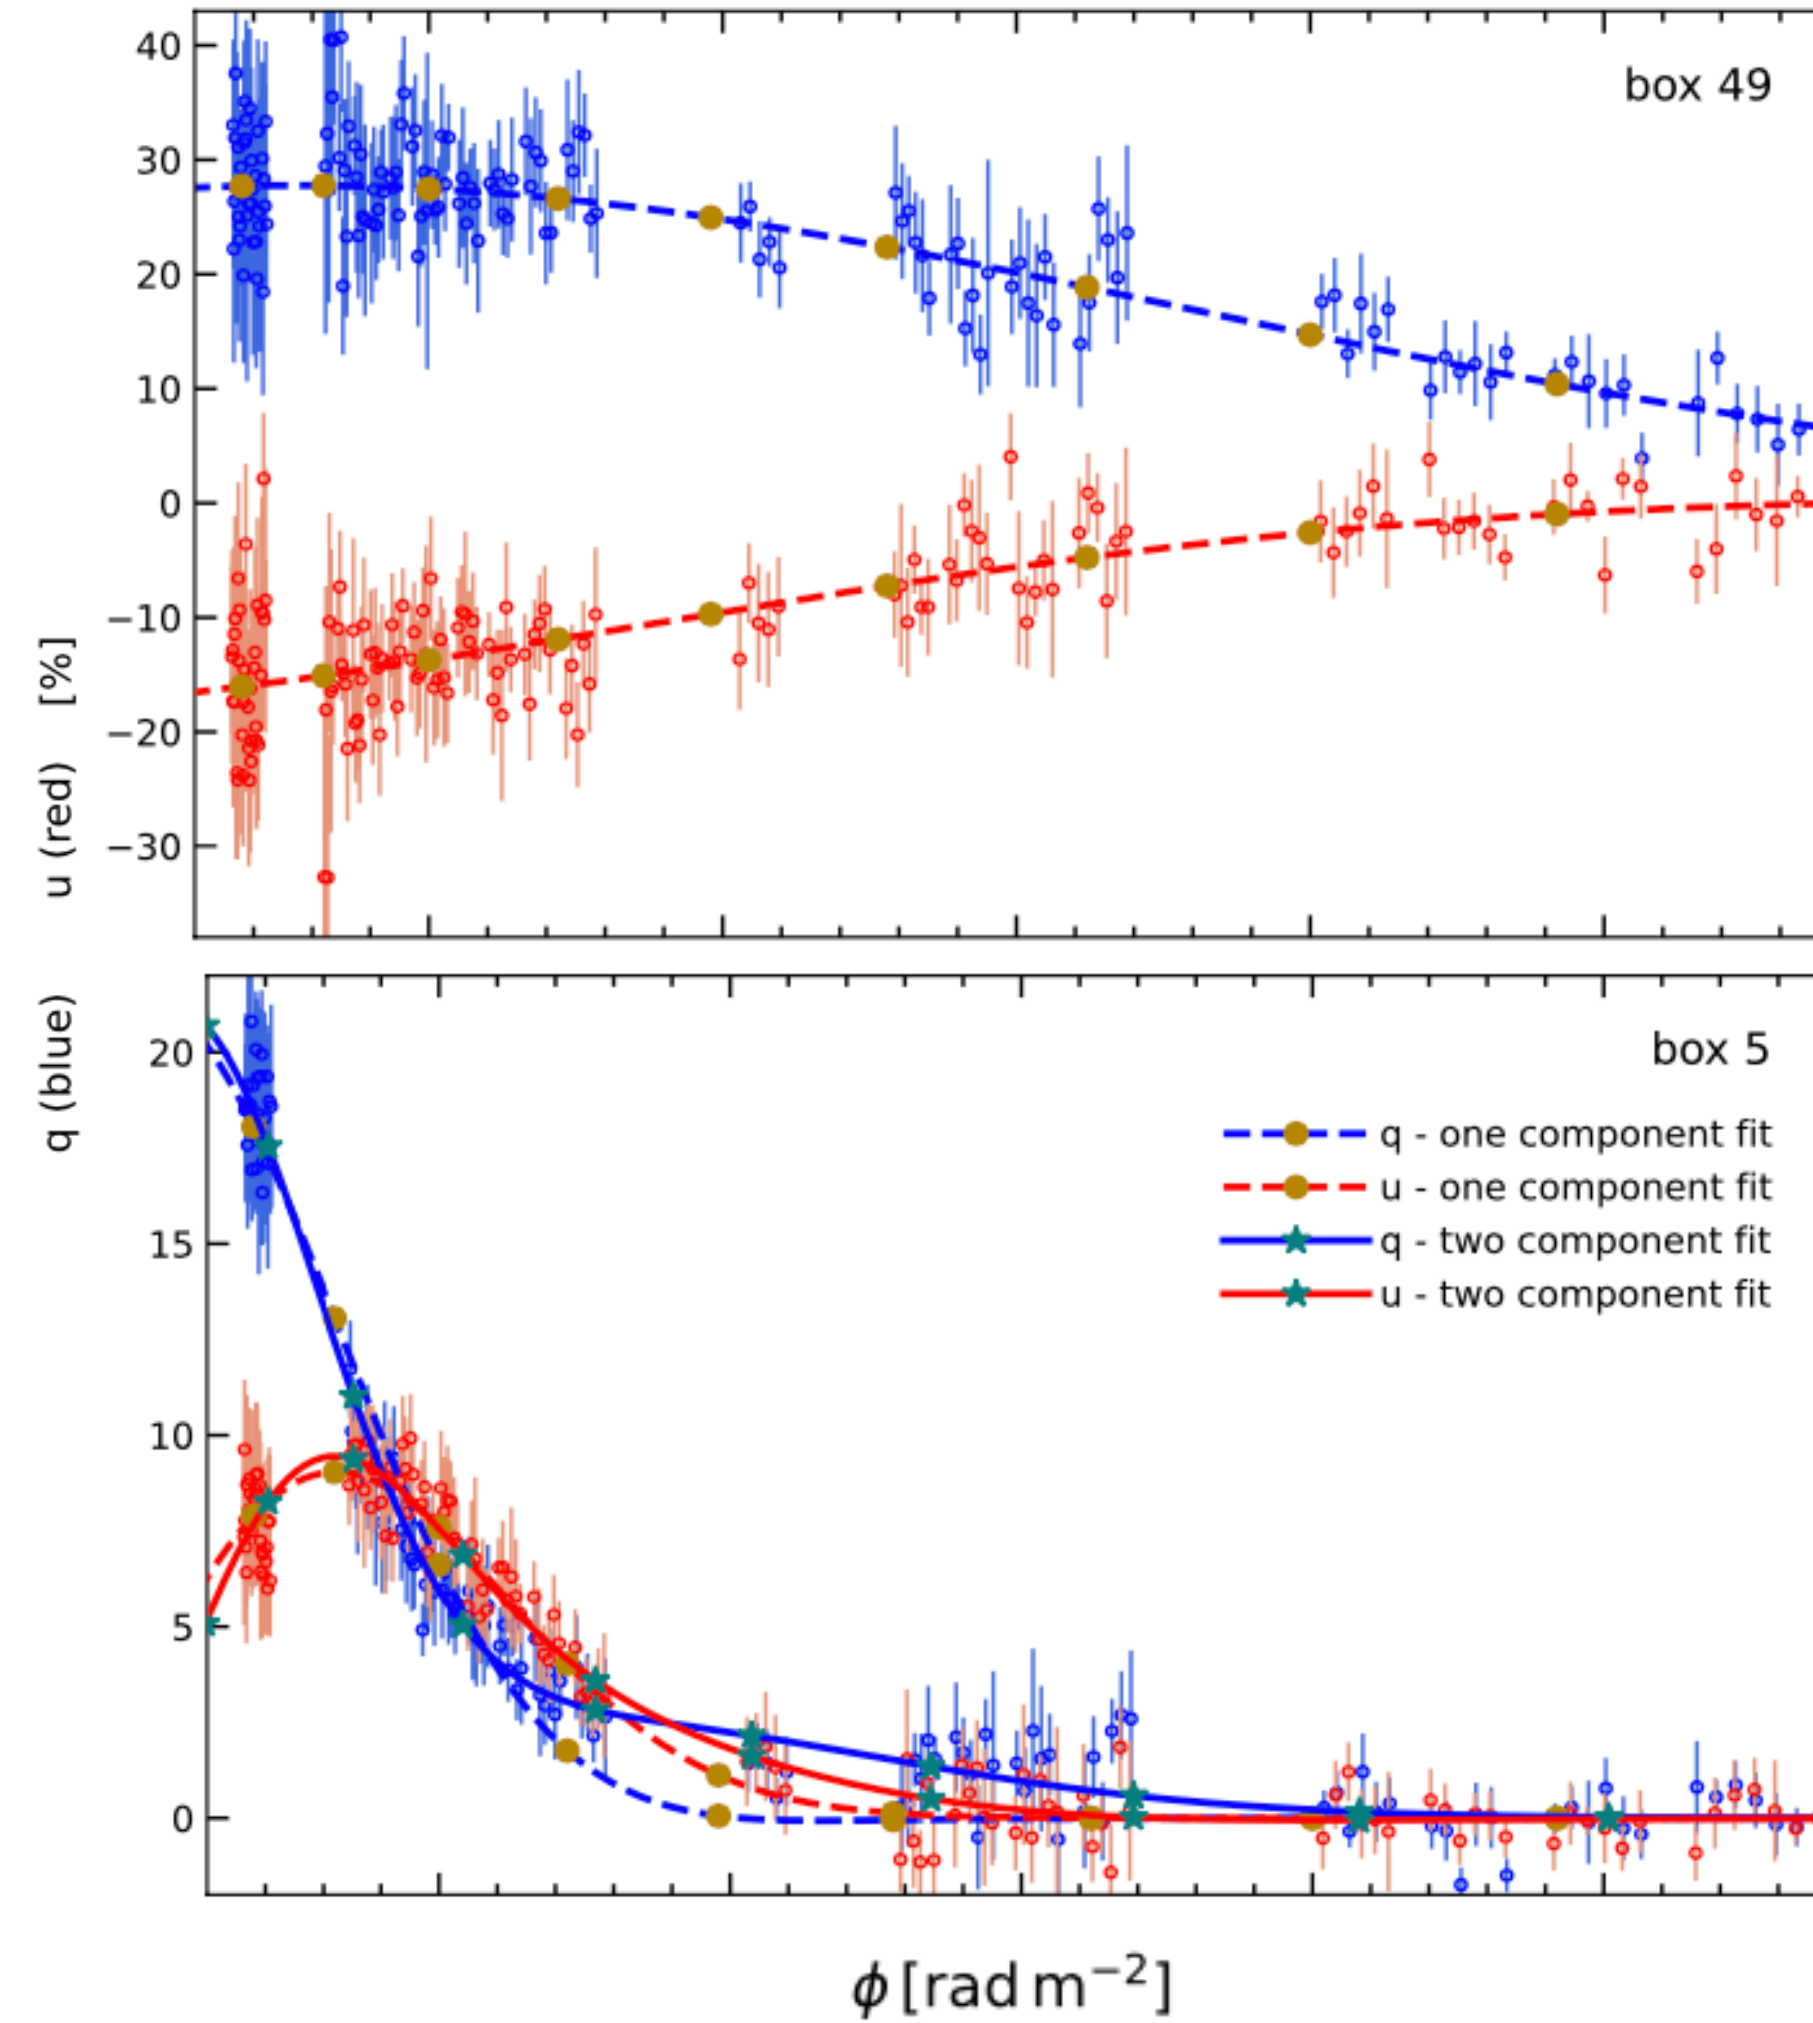 40
30
20
10
0
−10
−20
−30
box 49
q (blue) u (red) [%]
20
15
10
5
0
box 5
q - one component fit
u - one component fit
q - two component fit
u - two component fit
ϕ [rad m⁻²]